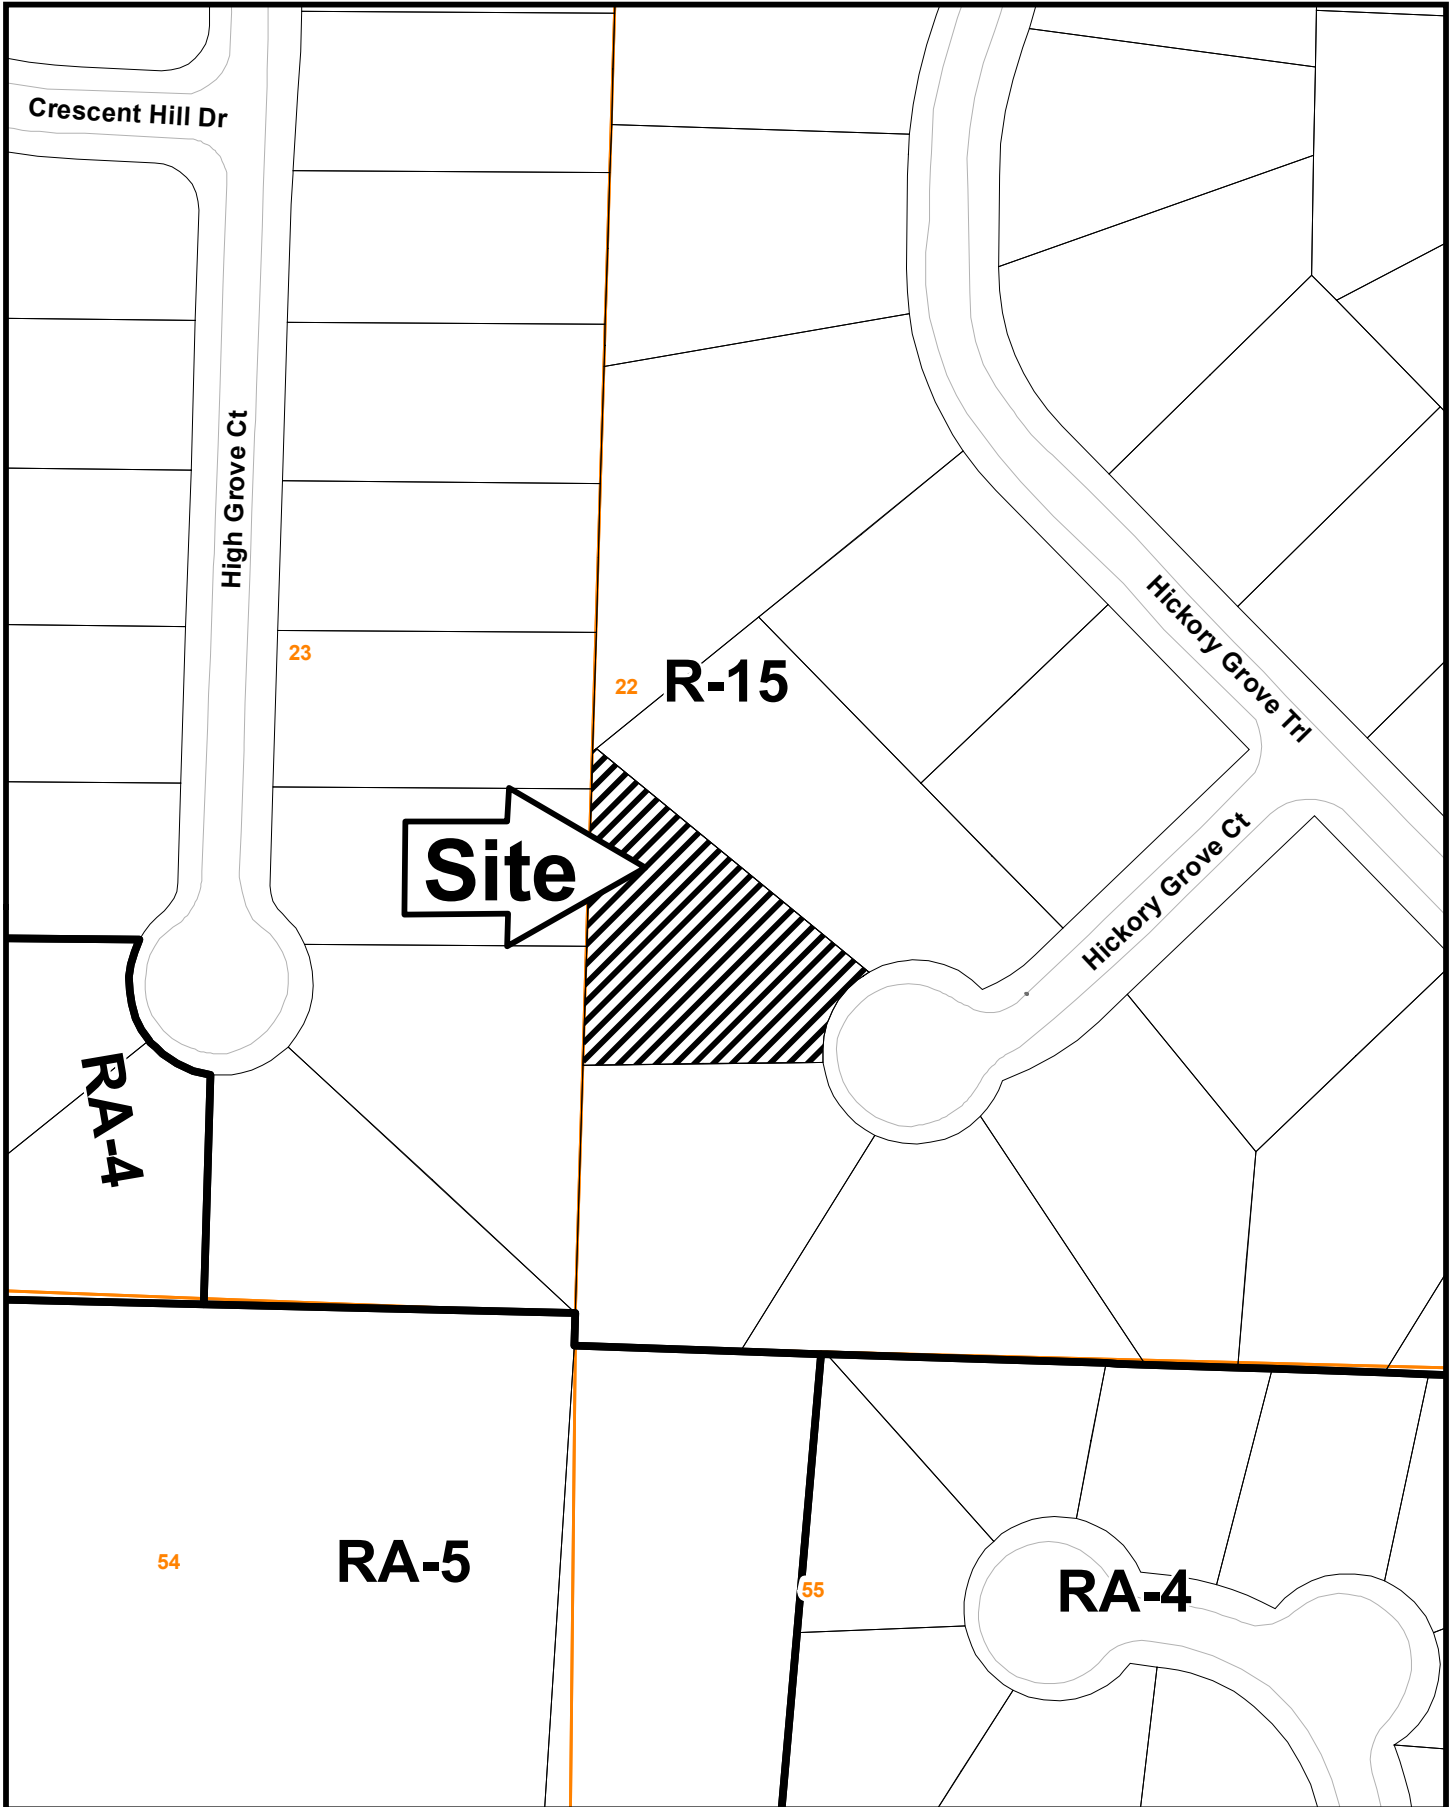 Crescent Hill Dr
High Grove Ct
Hickory Grove Trl
23
22
R-15
Site
Hickory Grove Ct
RA-4
54
RA-5
55
RA-4